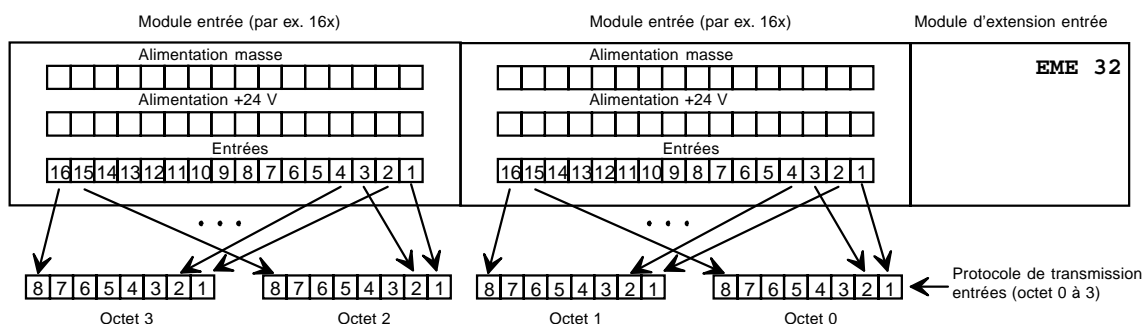 Module entrée (par ex. 16x) Module entrée (par ex. 16x) Module d'extension entrée
Alimentation masse Alimentation masse
EME 32
Alimentation +24 V Alimentation +24 V
Entrées Entrées
16 15 14 13 12 11 10 9 8 7 6 5 4 3 2 1 16 15 14 13 12 11 10 9 8 7 6 5 4 3 2 1
. . . . . .
8 7 6 5 4 3 2 1 8 7 6 5 4 3 2 1 8 7 6 5 4 3 2 1 8 7 6 5 4 3 2 1
Protocole de transmission
entrées (octet 0 à 3)
Octet 3 Octet 2 Octet 1 Octet 0